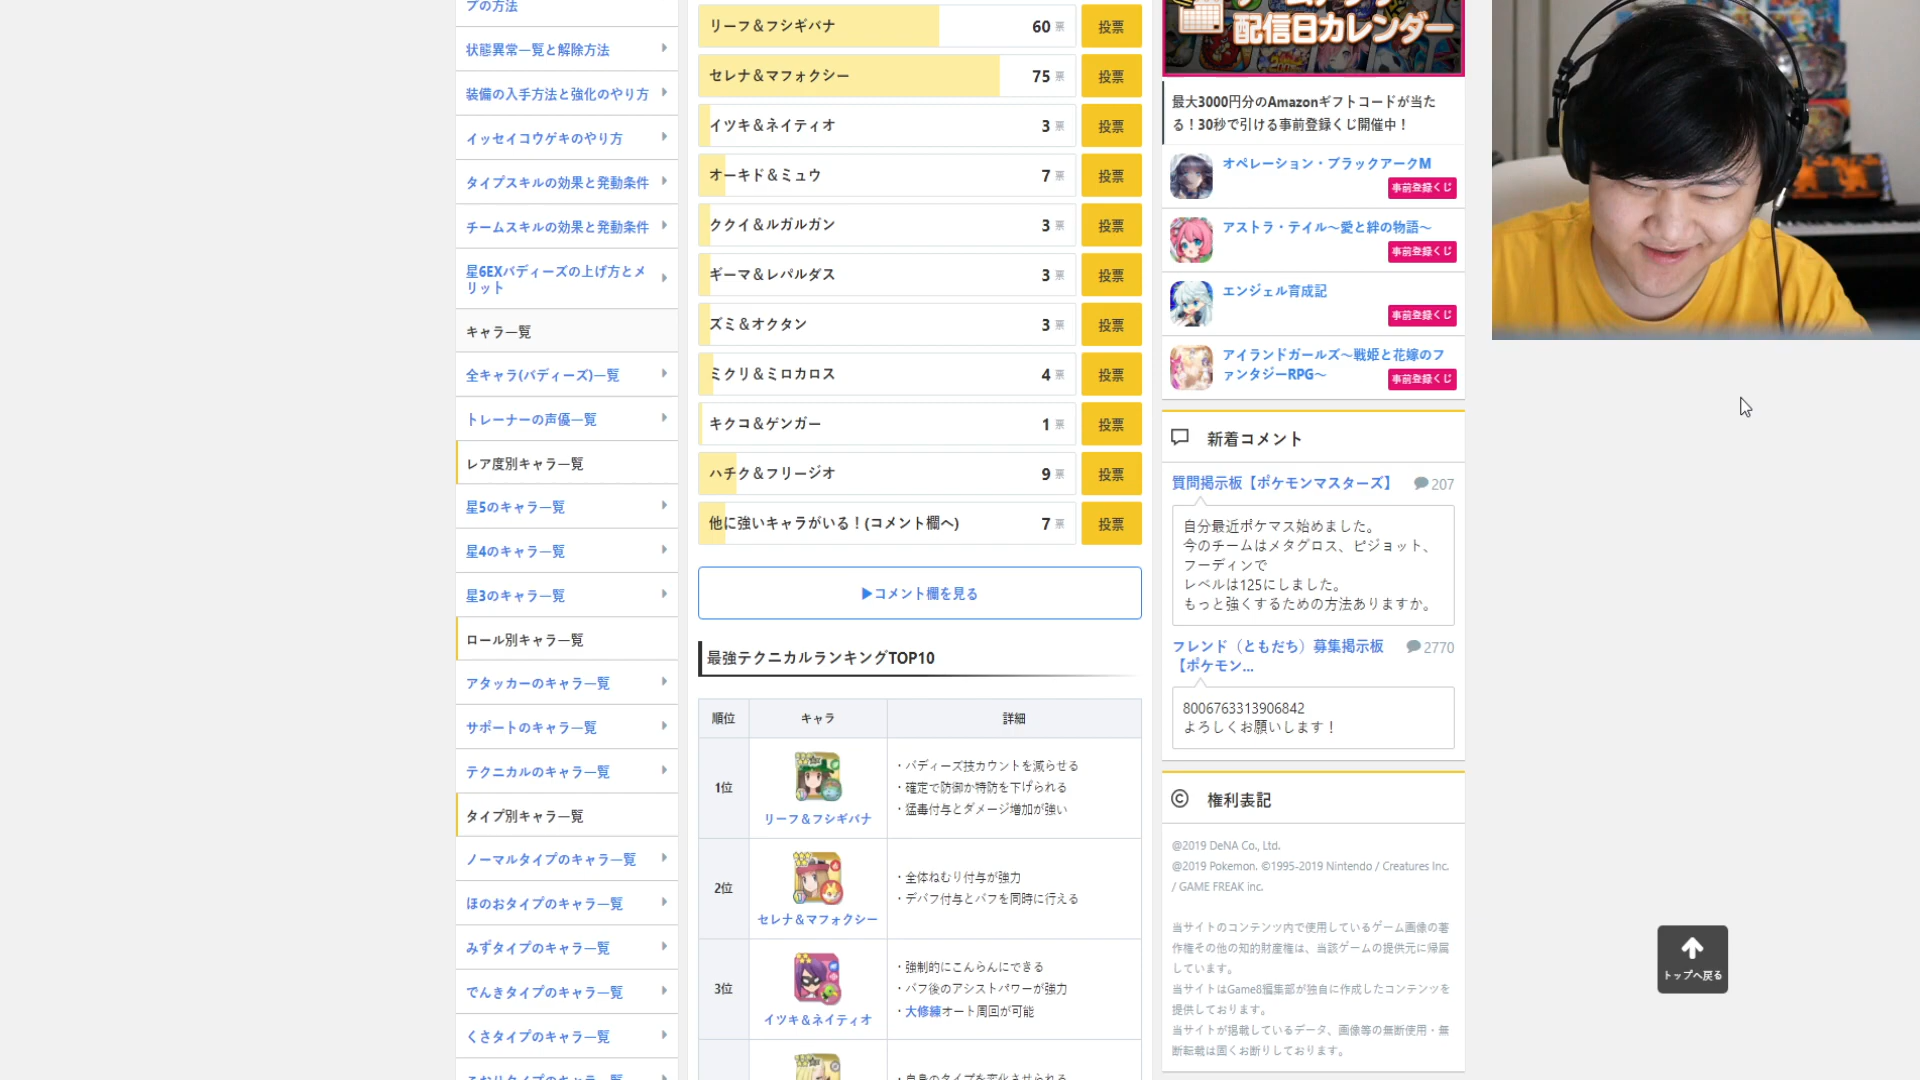 プの方法
状態異常一覧と解除方法
装備の入手方法と強化のやり方
イッセイコウゲキのやり方
タイプスキルの効果と発動条件
チームスキルの効果と発動条件
星6EXバディーズの上げ方とメ
リット
キャラ一覧
全キャラ(バディーズ)一覧
トレーナーの声優一覧
レア度別キャラ一覧
星5のキャラ一覧
星4のキャラ一覧
星3のキャラ一覧
ロール別キャラ一覧
アタッカーのキャラ一覧
サポートのキャラ一覧
テクニカルのキャラ一覧
タイプ別キャラ一覧
ノーマルタイプのキャラ一覧
ほのおタイプのキャラ一覧
みずタイプのキャラ一覧
でんきタイプのキャラ一覧
くさタイプのキャラ一覧
こおりタイプのキャラ一覧
リーフ＆フシギバナ 60 票 投票
セレナ＆マフォクシー 75 票 投票
イツキ＆ネイティオ 3 票 投票
オーキド＆ミュウ 7 票 投票
ククイ＆ルガルガン 3 票 投票
ギーマ＆レパルダス 3 票 投票
ズミ＆オクタン 3 票 投票
ミクリ＆ミロカロス 4 票 投票
キクコ＆ゲンガー 1 票 投票
ハチク＆フリージオ 9 票 投票
他に強いキャラがいる！(コメント欄へ) 7 票 投票
▶コメント欄を見る
最強テクニカルランキングTOP10
順位 キャラ 詳細
1位 リーフ＆フシギバナ
・バディーズ技カウントを減らせる
・確定で防御か特防を下げられる
・猛毒付与とダメージ増加が強い
2位 セレナ＆マフォクシー
・全体ねむり付与が強力
・デバフ付与とバフを同時に行える
3位 イツキ＆ネイティオ
・強制的にこんらんにできる
・バフ後のアシストパワーが強力
・大修練オート周回が可能
・自身のタイプを変化させられる
配信日カレンダー
最大3000円分のAmazonギフトコードが当た
る！30秒で引ける事前登録くじ開催中！
オペレーション・ブラックアークM
事前登録くじ
アストラ・テイル～愛と絆の物語～
事前登録くじ
エンジェル育成記
事前登録くじ
アイランドガールズ～戦姫と花嫁のフ
ァンタジーRPG～
事前登録くじ
新着コメント
質問掲示板【ポケモンマスターズ】 207
自分最近ポケマス始めました。
今のチームはメタグロス、ピジョット、
フーディンで
レベルは125にしました。
もっと強くするための方法ありますか。
フレンド（ともだち）募集掲示板 2770
【ポケモン...
8006763313906842
よろしくお願いします！
© 権利表記
@2019 DeNA Co., Ltd.
@2019 Pokemon. ©1995-2019 Nintendo / Creatures Inc.
/ GAME FREAK inc.
当サイトのコンテンツ内で使用しているゲーム画像の著
作権その他の知的財産権は、当該ゲームの提供元に帰属
しています。
当サイトはGame8編集部が独自に作成したコンテンツを
提供しております。
当サイトが掲載しているデータ、画像等の無断使用・無
断転載は固くお断りしております。
トップへ戻る